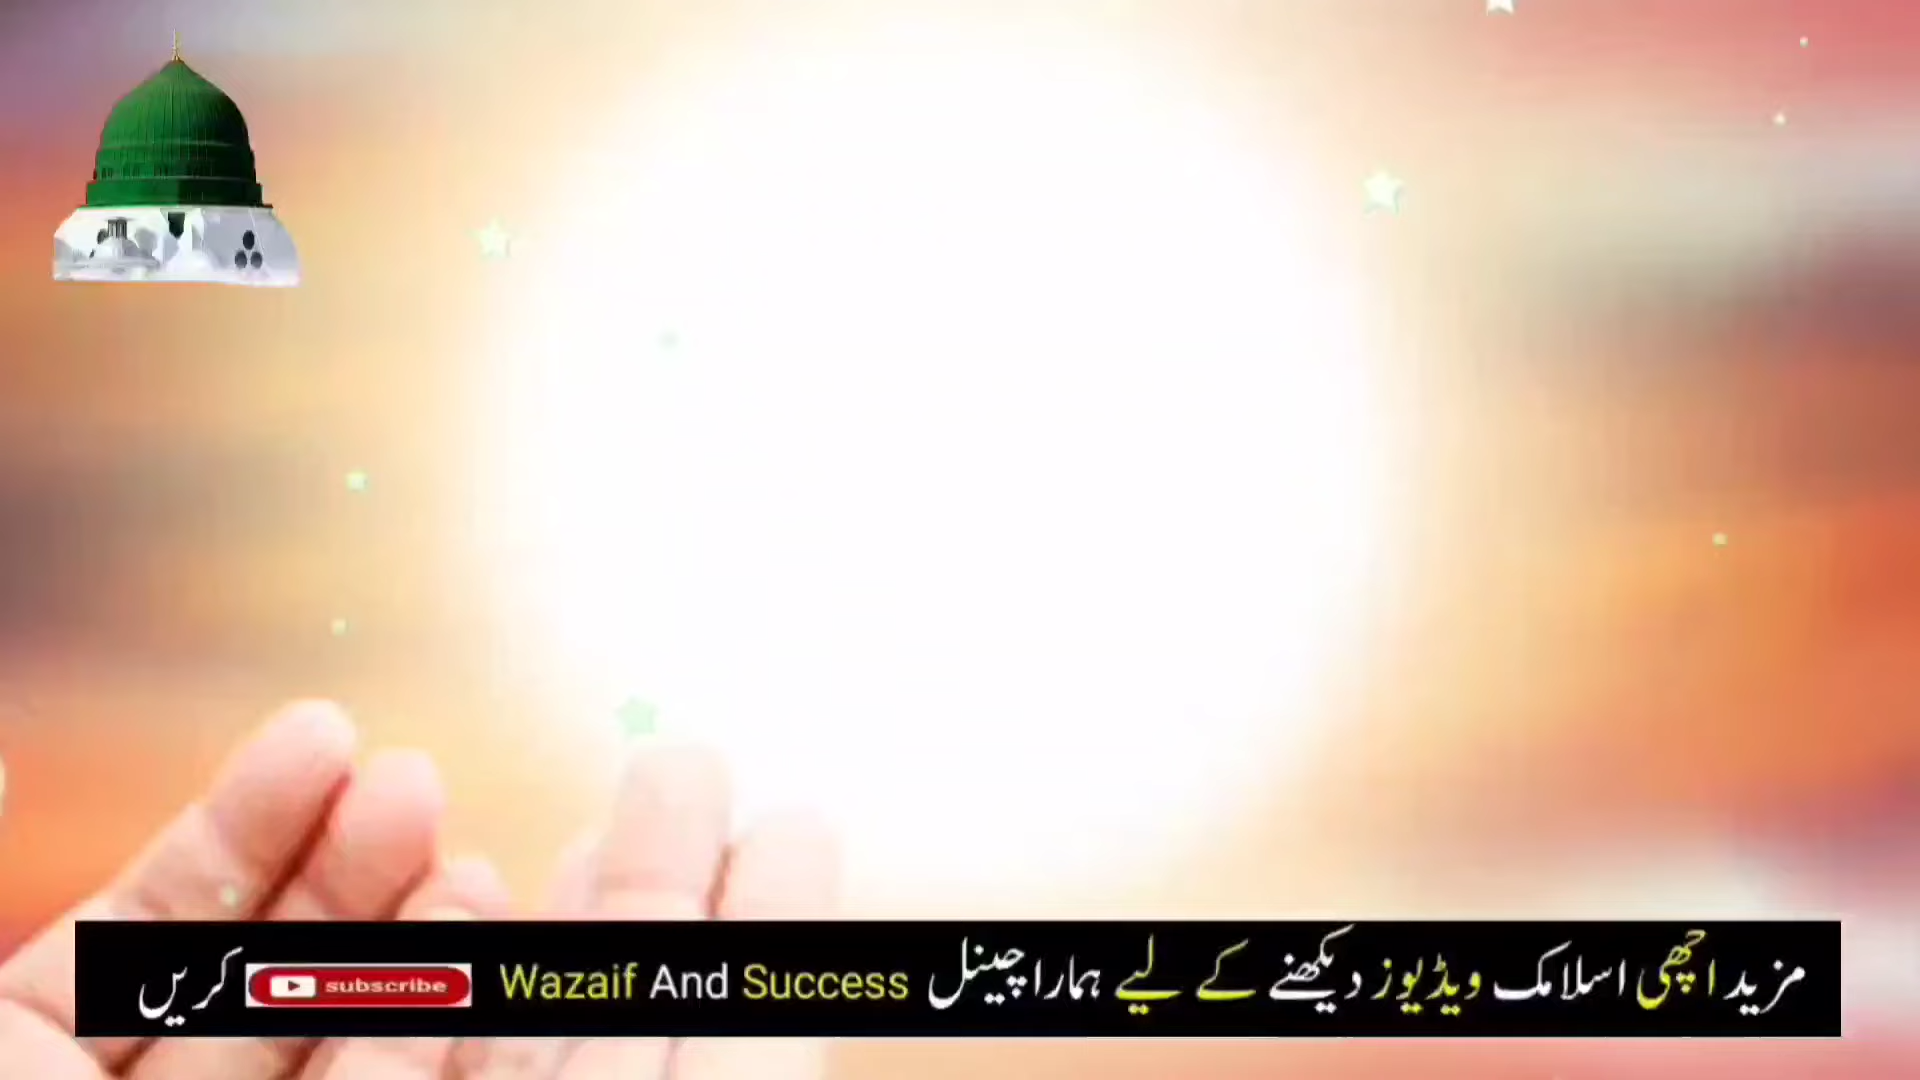 مزید اچھی اسلامک ویڈیوز دیکھنے کے لیے ہمارا چینل Wazaif And Success subscribe کریں